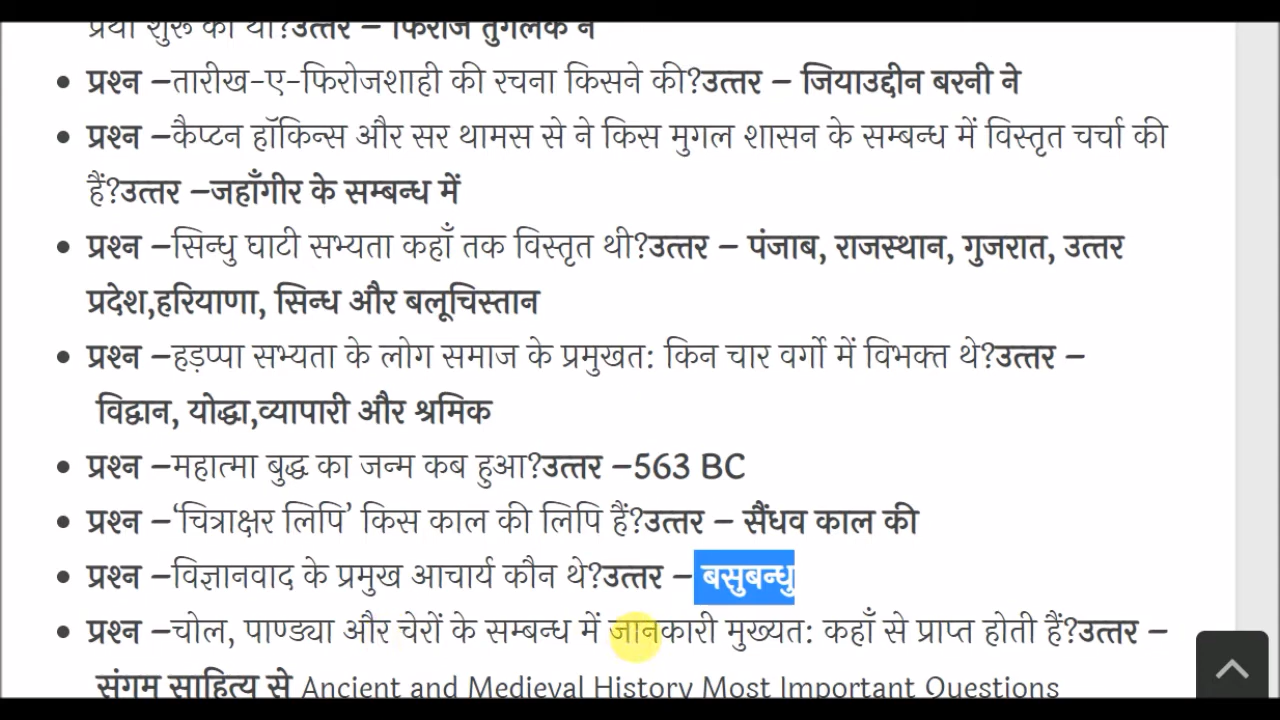 प्रथा शुरू की थी?उत्तर – फिरोज तुगलक ने
प्रश्न –तारीख-ए-फिरोजशाही की रचना किसने की?उत्तर – जियाउद्दीन बरनी ने
प्रश्न –कैप्टन हॉकिन्स और सर थामस से ने किस मुगल शासन के सम्बन्ध में विस्तृत चर्चा की
हैं?उत्तर –जहाँगीर के सम्बन्ध में
प्रश्न –सिन्धु घाटी सभ्यता कहाँ तक विस्तृत थी?उत्तर – पंजाब, राजस्थान, गुजरात, उत्तर
प्रदेश,हरियाणा, सिन्ध और बलूचिस्तान
प्रश्न –हड़प्पा सभ्यता के लोग समाज के प्रमुखत: किन चार वर्गो में विभक्त थे?उत्तर –
विद्वान, योद्धा,व्यापारी और श्रमिक
प्रश्न –महात्मा बुद्ध का जन्म कब हुआ?उत्तर –563 BC
प्रश्न –‘चित्राक्षर लिपि’ किस काल की लिपि हैं?उत्तर – सैंधव काल की
प्रश्न –विज्ञानवाद के प्रमुख आचार्य कौन थे?उत्तर – बसुबन्धु
प्रश्न –चोल, पाण्ड्या और चेरों के सम्बन्ध में जानकारी मुख्यत: कहाँ से प्राप्त होती हैं?उत्तर –
संगम साहित्य से Ancient and Medieval History Most Important Questions